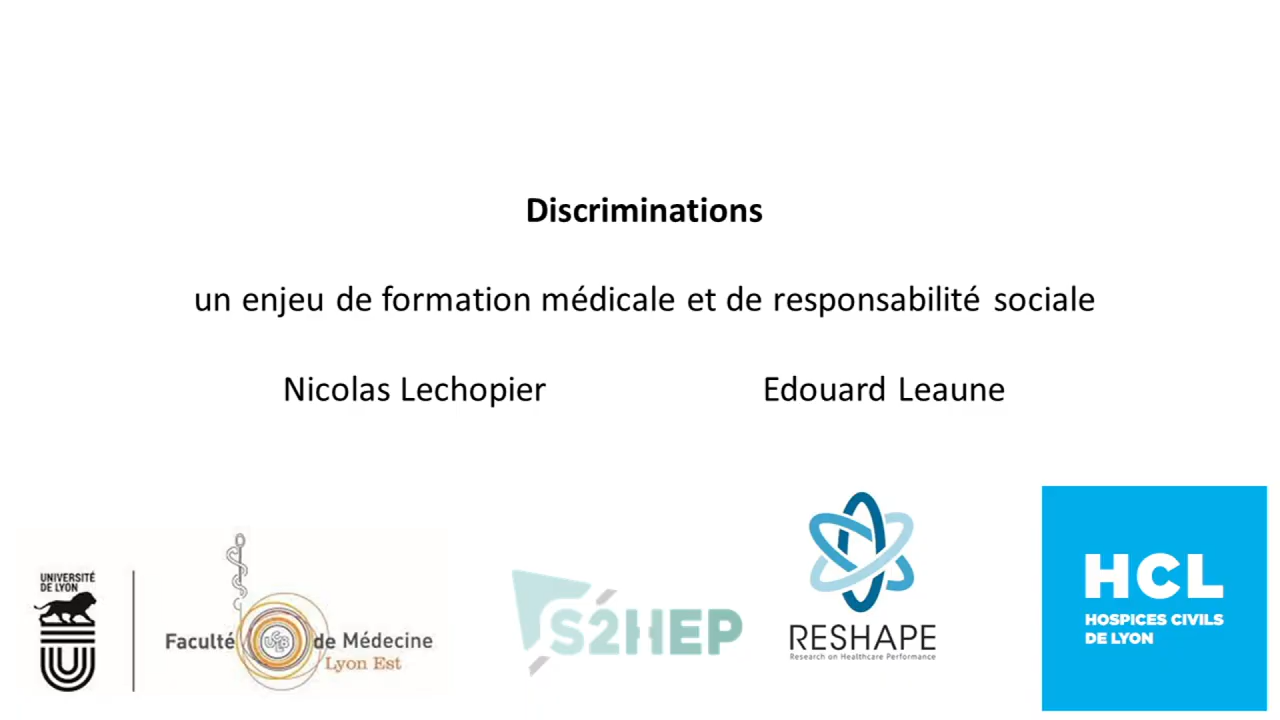 Discriminations
un enjeu de formation médicale et de responsabilité sociale
Nicolas Lechopier
Edouard Leaune
UNIVERSITÉ
DE LYON
Faculté de Médecine
Lyon Est
S2HEP
RESHAPE
Research on Healthcare Performance
HCL
HOSPICES CIVILS
DE LYON